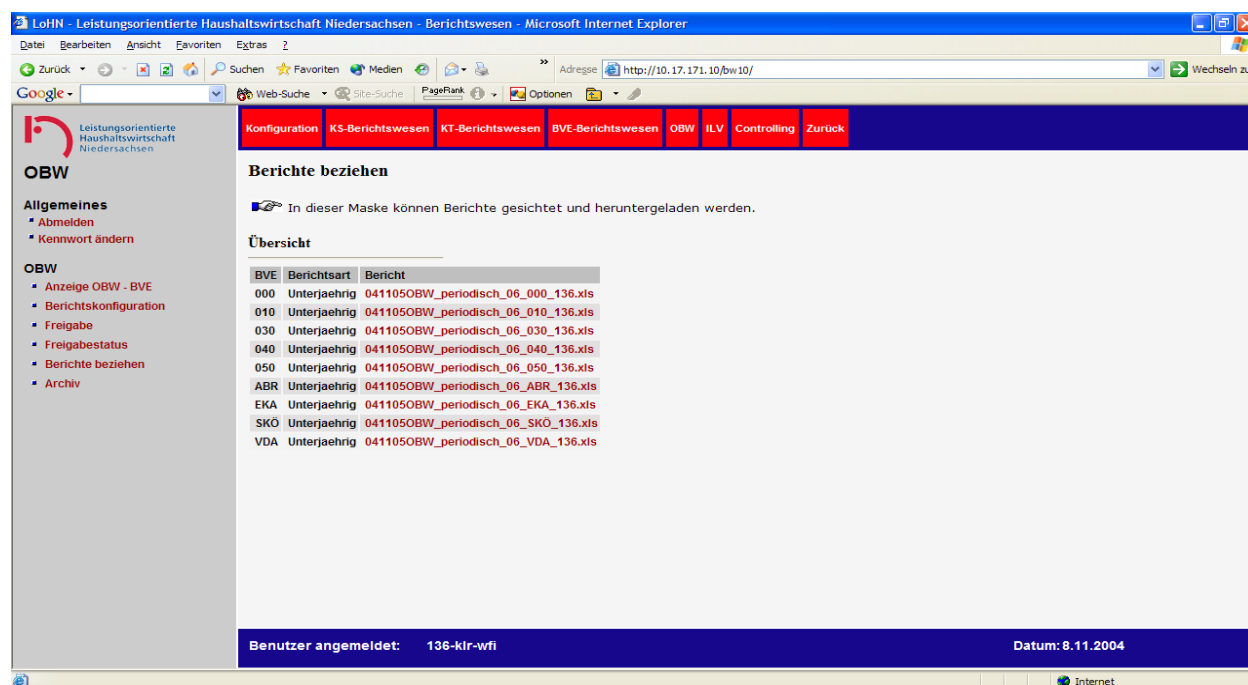 LoHN - Leistungsorientierte Haushaltswirtschaft Niedersachsen - Berichtswesen - Microsoft Internet Explorer
Datei Bearbeiten Ansicht Favoriten Extras ?
Zurück Suchen Favoriten Medien » Adresse http://10.17.171.10/bw10/ Wechseln zu
Google Web-Suche Site-Suche PageRank Optionen
Leistungsorientierte
Haushaltswirtschaft
Niedersachsen
Konfiguration KS-Berichtswesen KT-Berichtswesen BVE-Berichtswesen OBW ILV Controlling Zurück
OBW
Allgemeines
Abmelden
Kennwort ändern
OBW
Anzeige OBW - BVE
Berichtskonfiguration
Freigabe
Freigabestatus
Berichte beziehen
Archiv
Berichte beziehen
In dieser Maske können Berichte gesichtet und heruntergeladen werden.
Übersicht
BVE Berichtsart Bericht
000 Unterjaehrig 041105OBW_periodisch_06_000_136.xls
010 Unterjaehrig 041105OBW_periodisch_06_010_136.xls
030 Unterjaehrig 041105OBW_periodisch_06_030_136.xls
040 Unterjaehrig 041105OBW_periodisch_06_040_136.xls
050 Unterjaehrig 041105OBW_periodisch_06_050_136.xls
ABR Unterjaehrig 041105OBW_periodisch_06_ABR_136.xls
EKA Unterjaehrig 041105OBW_periodisch_06_EKA_136.xls
SKÖ Unterjaehrig 041105OBW_periodisch_06_SKÖ_136.xls
VDA Unterjaehrig 041105OBW_periodisch_06_VDA_136.xls
Benutzer angemeldet: 136-klr-wfi Datum: 8.11.2004
Internet